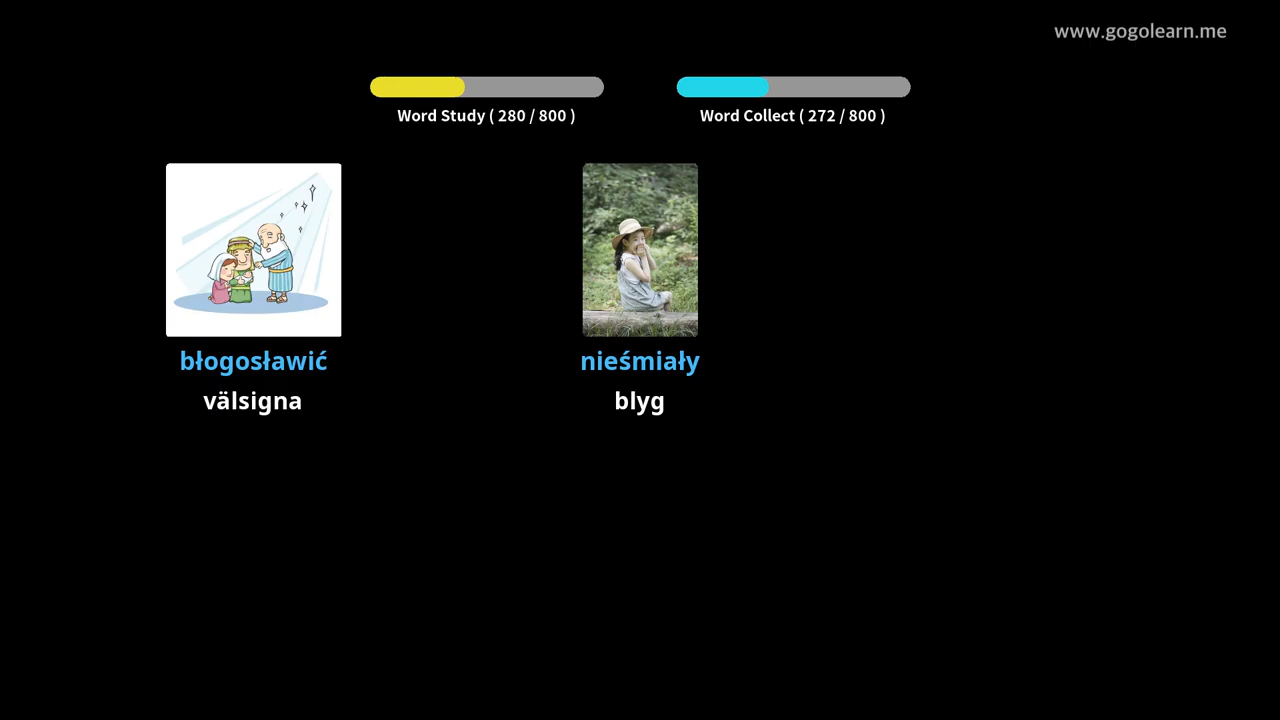 www.gogolearn.me
Word Study ( 280 / 800 )
Word Collect ( 272 / 800 )
błogosławić
välsigna
nieśmiały
blyg